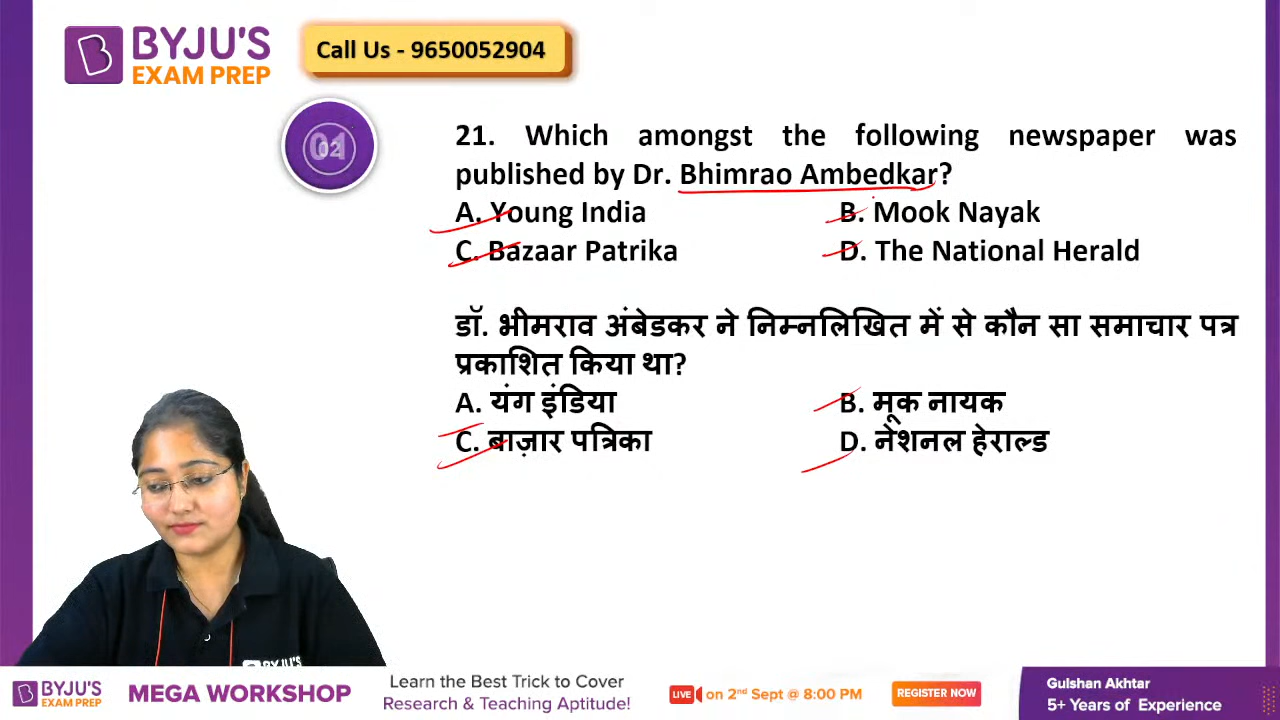 BYJU'S
EXAM PREP
Call Us - 9650052904
02
21. Which amongst the following newspaper was
published by Dr. Bhimrao Ambedkar?
A. Young India B. Mook Nayak
C. Bazaar Patrika D. The National Herald
डॉ. भीमराव अंबेडकर ने निम्नलिखित में से कौन सा समाचार पत्र
प्रकाशित किया था?
A. यंग इंडिया B. मूक नायक
C. बाज़ार पत्रिका D. नेशनल हेराल्ड
BYJU'S
BYJU'S
EXAM PREP
MEGA WORKSHOP
Learn the Best Trick to Cover
Research & Teaching Aptitude!
LIVE on 2nd Sept @ 8:00 PM
REGISTER NOW
Gulshan Akhtar
5+ Years of Experience